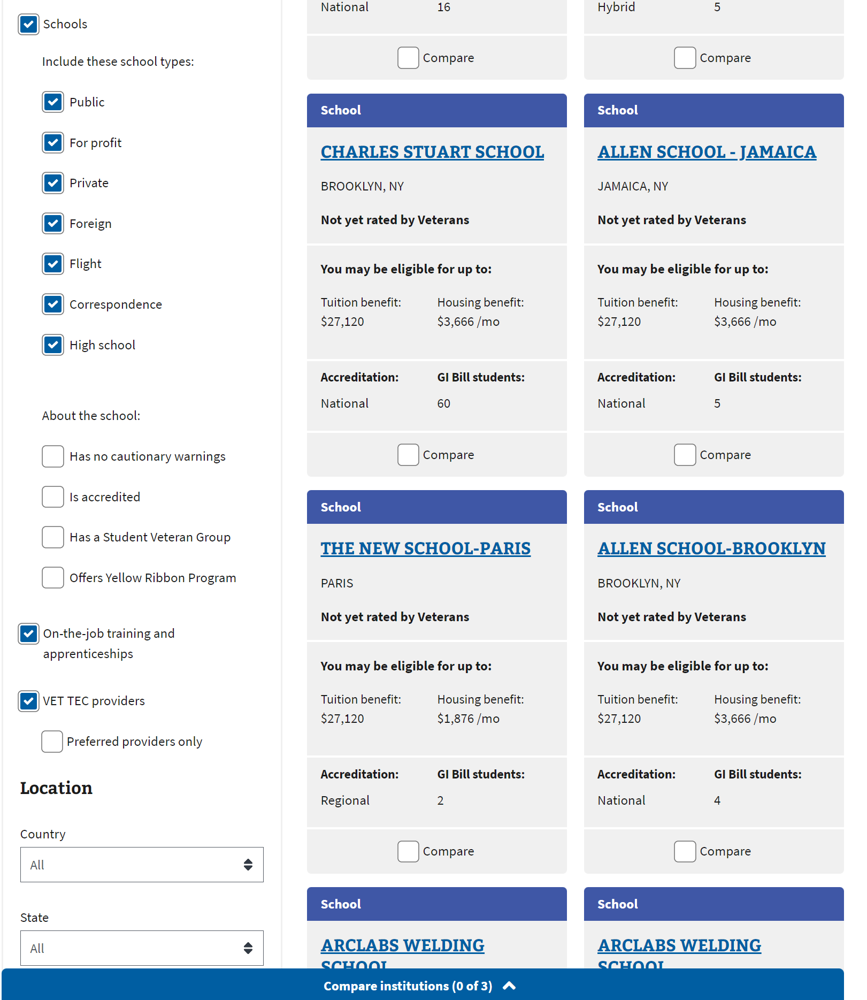 Schools
Include these school types:
Public
For profit
Private
Foreign
Flight
Correspondence
High school
About the school:
Has no cautionary warnings
Is accredited
Has a Student Veteran Group
Offers Yellow Ribbon Program
On-the-job training and
apprenticeships
VET TEC providers
Preferred providers only
Location
Country
All
State
All
National 16
Compare
Hybrid 5
Compare
School
CHARLES STUART SCHOOL
BROOKLYN, NY
Not yet rated by Veterans
You may be eligible for up to:
Tuition benefit: Housing benefit:
$27,120 $3,666 /mo
Accreditation: GI Bill students:
National 60
Compare
School
ALLEN SCHOOL - JAMAICA
JAMAICA, NY
Not yet rated by Veterans
You may be eligible for up to:
Tuition benefit: Housing benefit:
$27,120 $3,666 /mo
Accreditation: GI Bill students:
National 5
Compare
School
THE NEW SCHOOL-PARIS
PARIS
Not yet rated by Veterans
You may be eligible for up to:
Tuition benefit: Housing benefit:
$27,120 $1,876 /mo
Accreditation: GI Bill students:
Regional 2
Compare
School
ALLEN SCHOOL-BROOKLYN
BROOKLYN, NY
Not yet rated by Veterans
You may be eligible for up to:
Tuition benefit: Housing benefit:
$27,120 $3,666 /mo
Accreditation: GI Bill students:
National 4
Compare
School
ARCLABS WELDING
SCHOOL
School
ARCLABS WELDING
SCHOOL
Compare institutions (0 of 3)